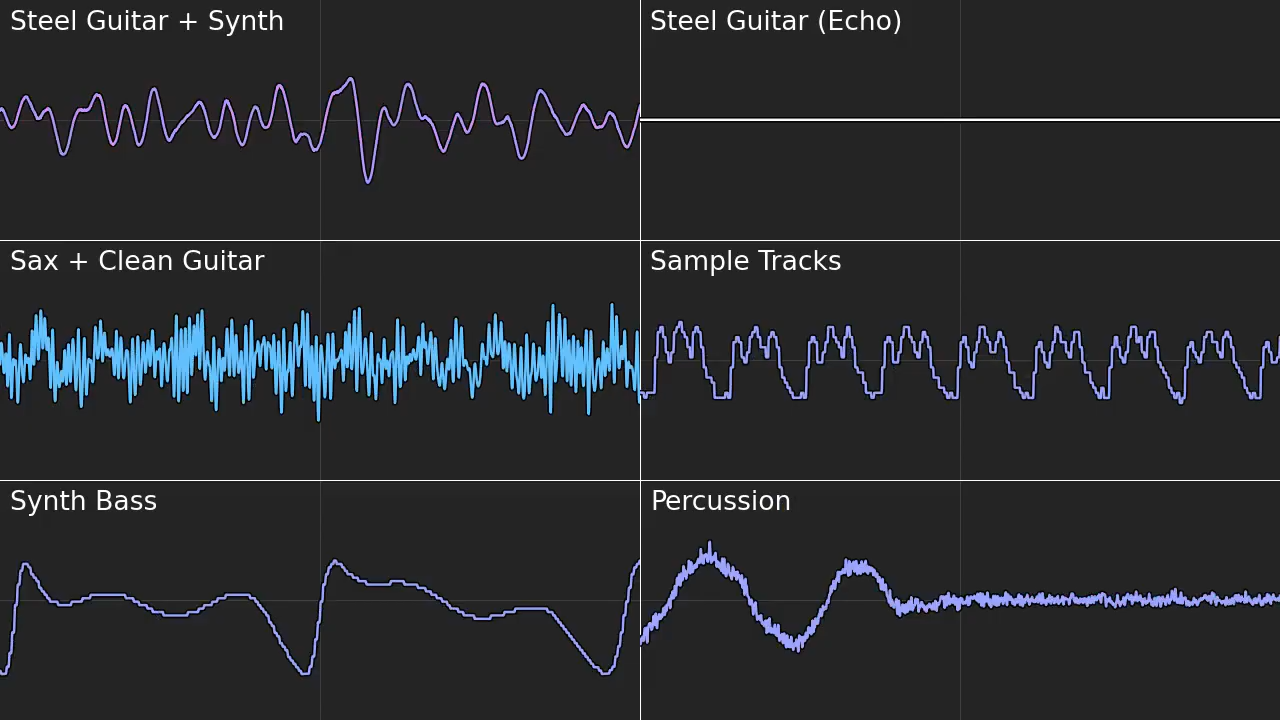 Steel Guitar + Synth
Steel Guitar (Echo)
Sax + Clean Guitar
Sample Tracks
Synth Bass
Percussion